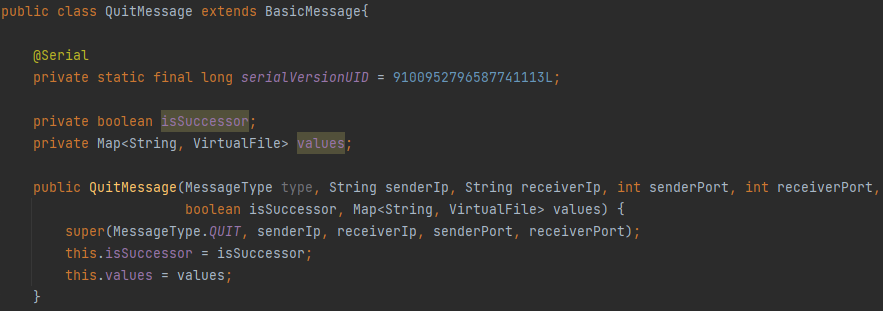 public class QuitMessage extends BasicMessage{
@Serial
private static final long serialVersionUID = 9100952796587741113L;
private boolean isSuccessor;
private Map<String, VirtualFile> values;
public QuitMessage(MessageType type, String senderIp, String receiverIp, int senderPort, int receiverPort,
boolean isSuccessor, Map<String, VirtualFile> values) {
super(MessageType.QUIT, senderIp, receiverIp, senderPort, receiverPort);
this.isSuccessor = isSuccessor;
this.values = values;
}